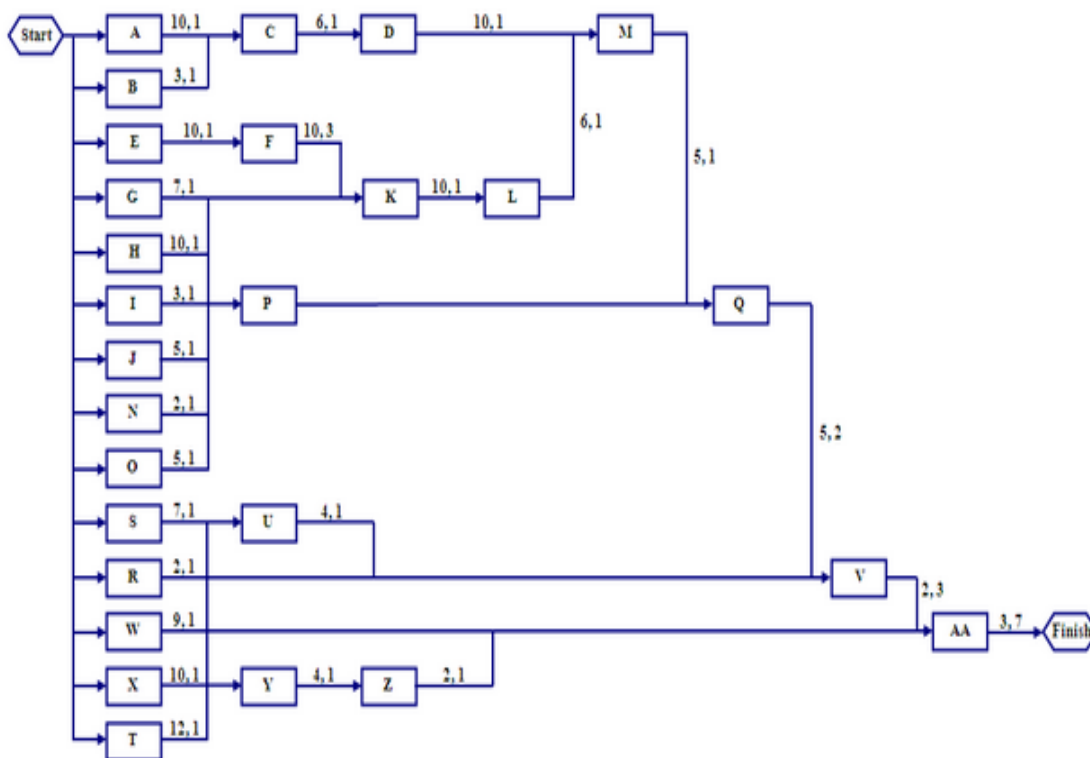 Start A 10, 1 C 6, 1 D 10, 1 M
B 3, 1
6, 1
E 10, 1 F 10, 3
5, 1
G 7, 1 K 10, 1 L
H 10, 1
I 3, 1 P Q
J 5, 1
N 2, 1
5, 2
O 5, 1
S 7, 1 U 4, 1
R 2, 1 V
2, 3
W 9, 1 AA 3, 7 Finish
X 10, 1 Y 4, 1 Z 2, 1
T 12, 1